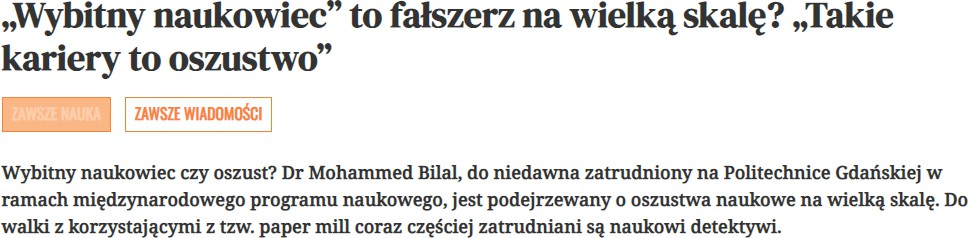 „Wybitny naukowiec” to fałszerz na wielką skalę? „Takie
kariery to oszustwo”
ZAWSZE NAUKA
ZAWSZE WIADOMOŚCI
Wybitny naukowiec czy oszust? Dr Mohammed Bilal, do niedawna zatrudniony na Politechnice Gdańskiej w
ramach międzynarodowego programu naukowego, jest podejrzewany o oszustwa naukowe na wielką skalę. Do
walki z korzystającymi z tzw. paper mill coraz częściej zatrudniani są naukowi detektywi.